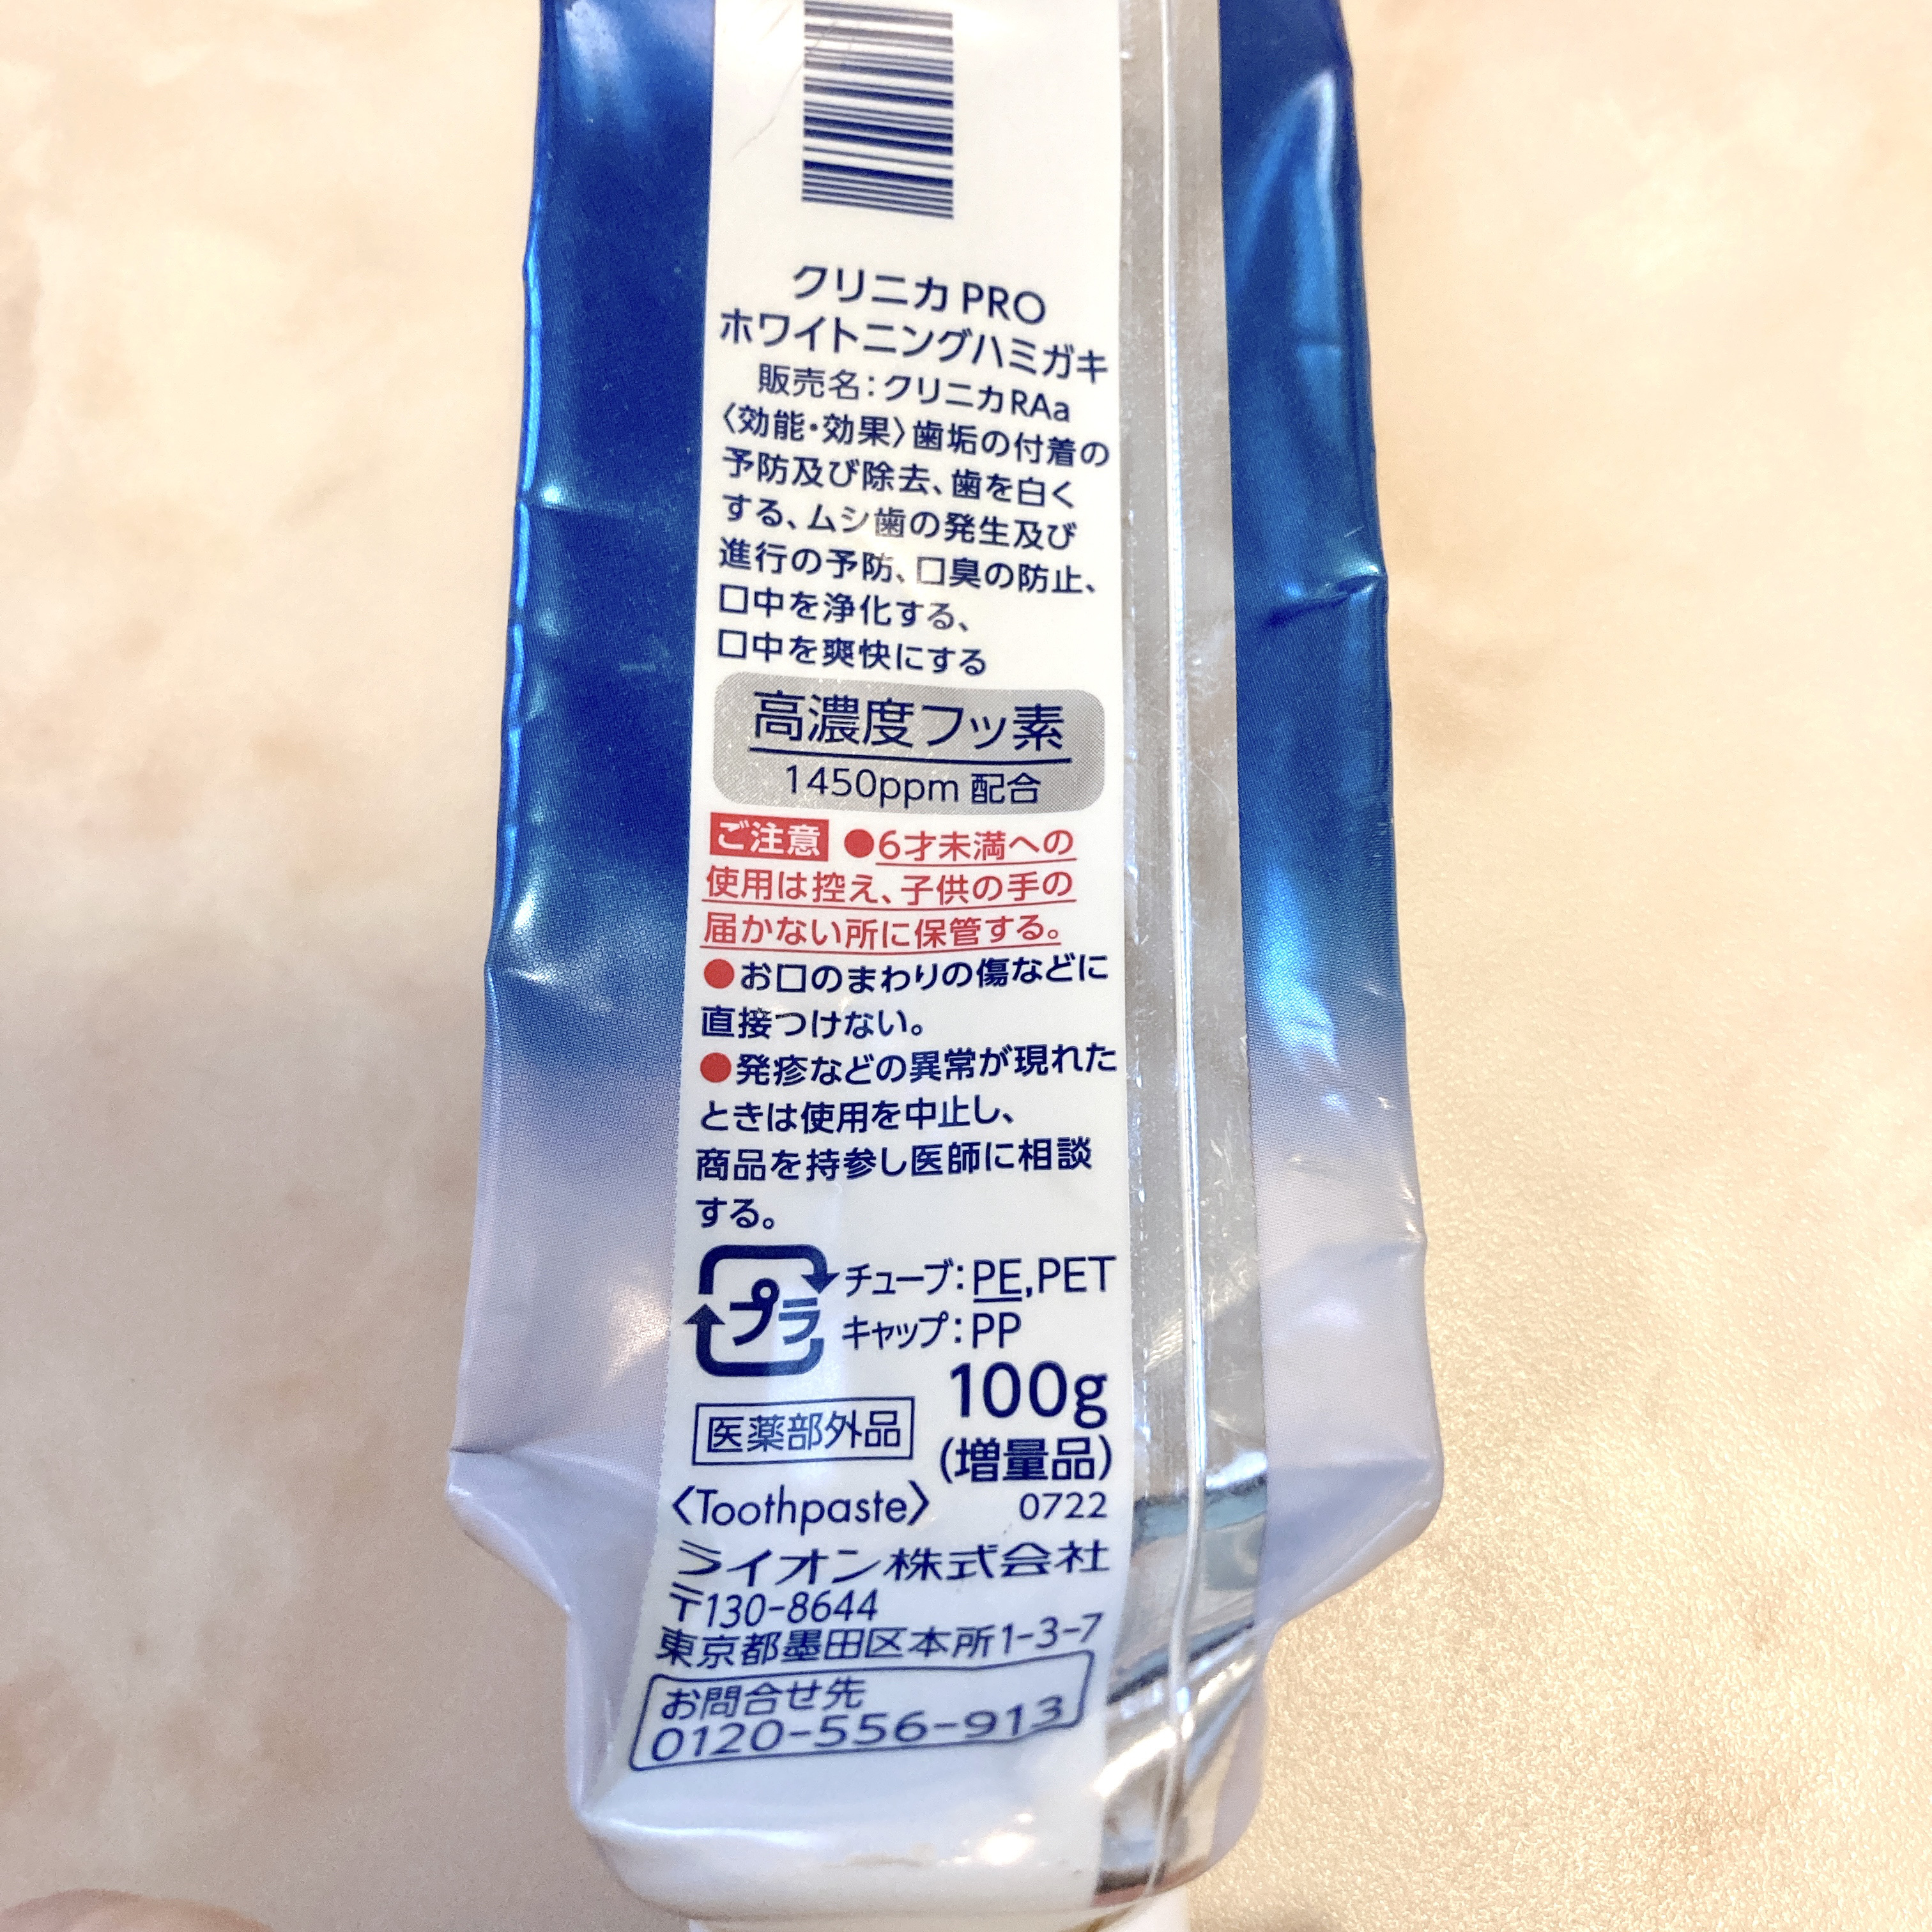 クリニカ PRO
ホワイトニングハミガキ
販売名：クリニカRAa
〈効能・効果〉歯垢の付着の
予防及び除去、歯を白く
する、ムシ歯の発生及び
進行の予防、口臭の防止、
口中を浄化する、
口中を爽快にする
高濃度フッ素
1450ppm 配合
ご注意 ●6才未満への
使用は控え、子供の手の
届かない所に保管する。
●お口のまわりの傷などに
直接つけない。
●発疹などの異常が現れた
ときは使用を中止し、
商品を持参し医師に相談
する。
プラ チューブ：PE,PET
キャップ：PP
100g
医薬部外品 (増量品)
〈Toothpaste〉 0722
ライオン株式会社
〒130-8644
東京都墨田区本所1-3-7
お問合せ先
0120-556-913